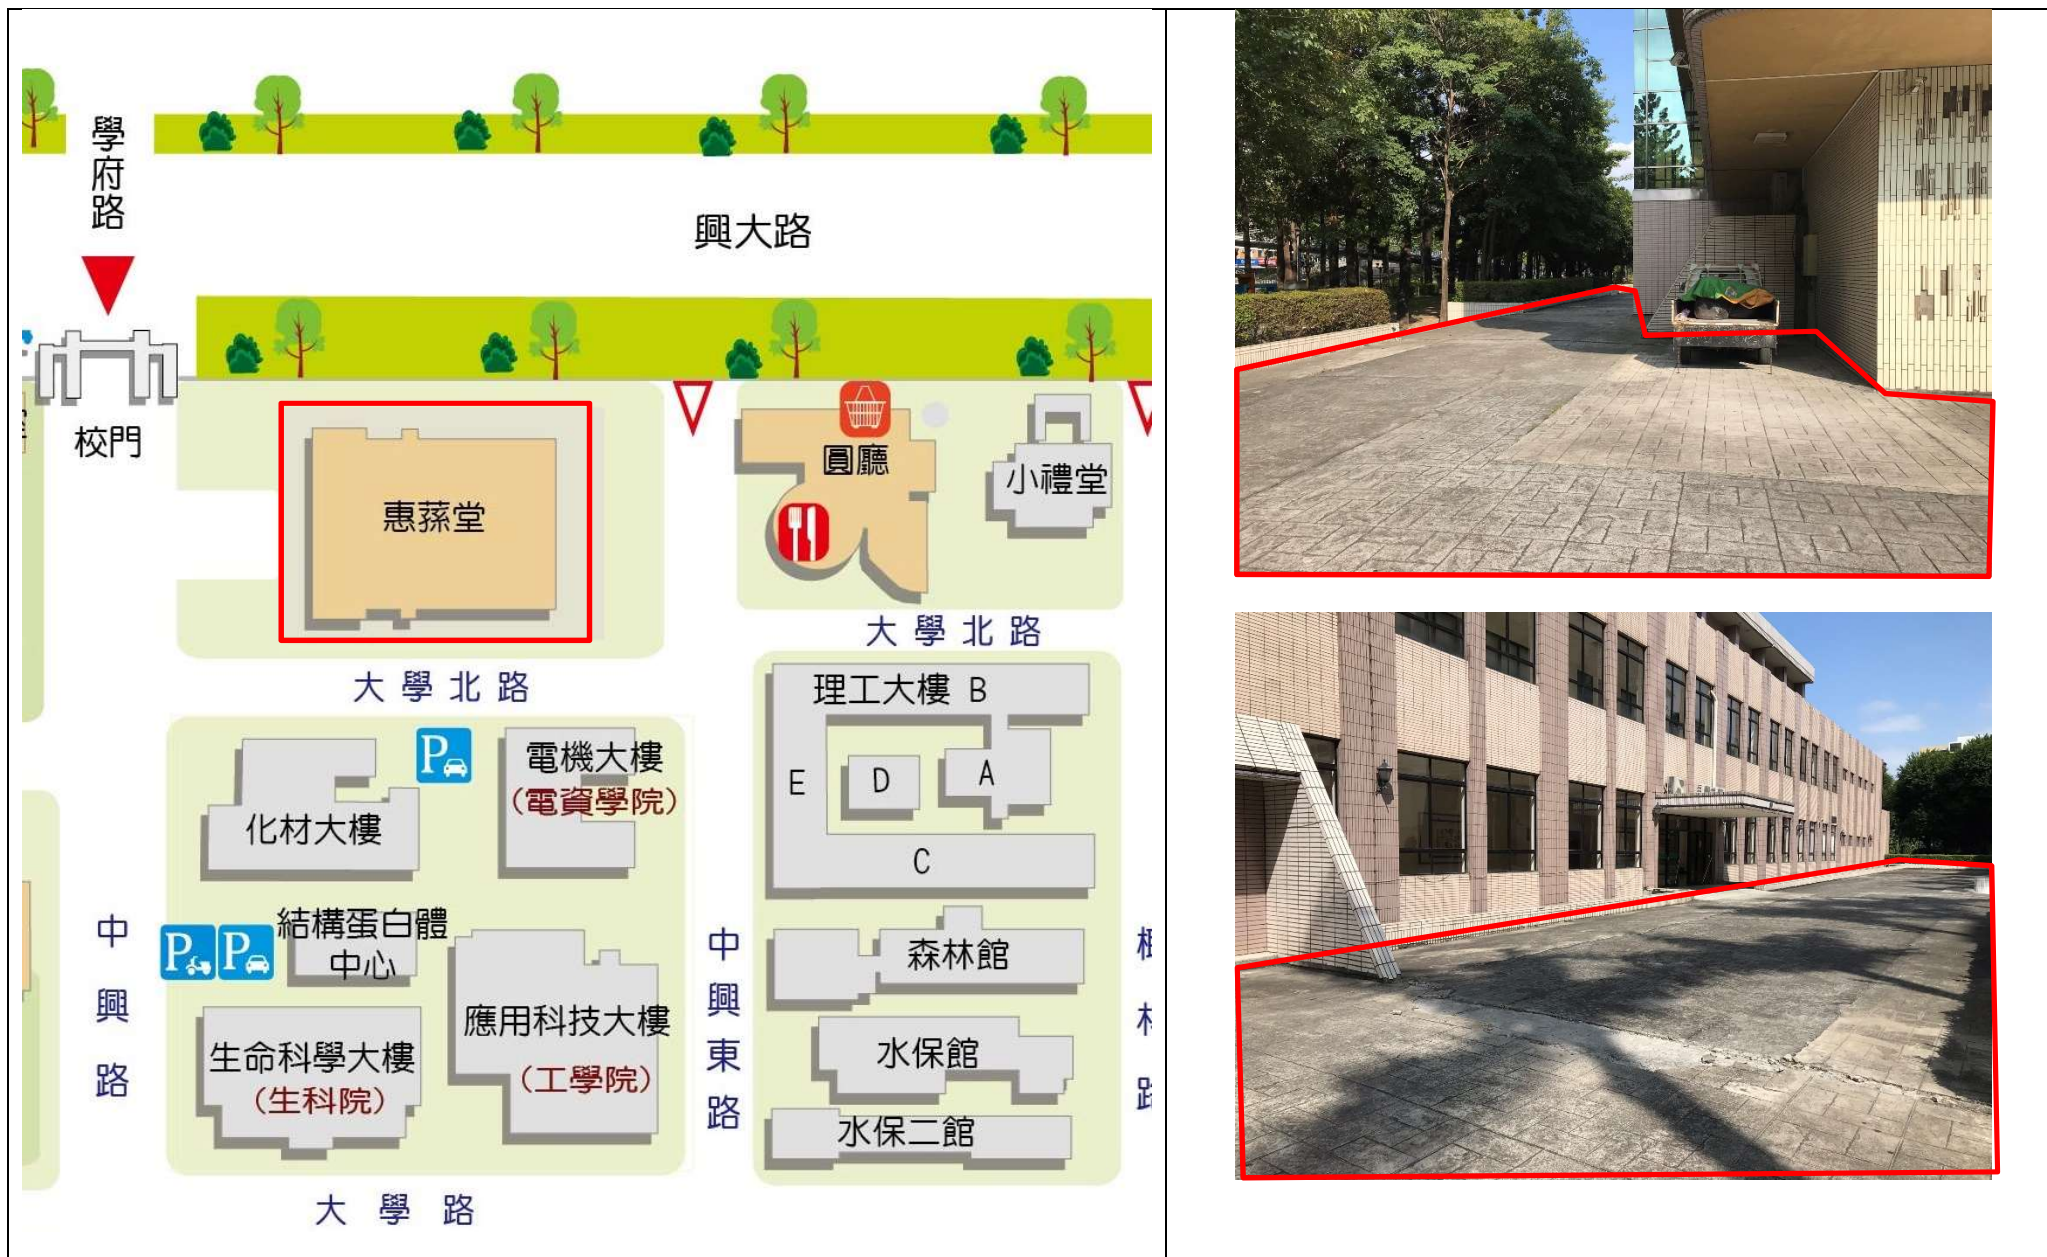 學府路
興大路
校門
惠蓀堂
圓廳
小禮堂
大學北路
大學北路
理工大樓 B
P
電機大樓
(電資學院)
E
D
A
化材大樓
C
中興路
P
P
結構蛋白體
中心
中興東路
森林館
應用科技大樓
(工學院)
生命科學大樓
(生科院)
水保館
水保二館
大學路